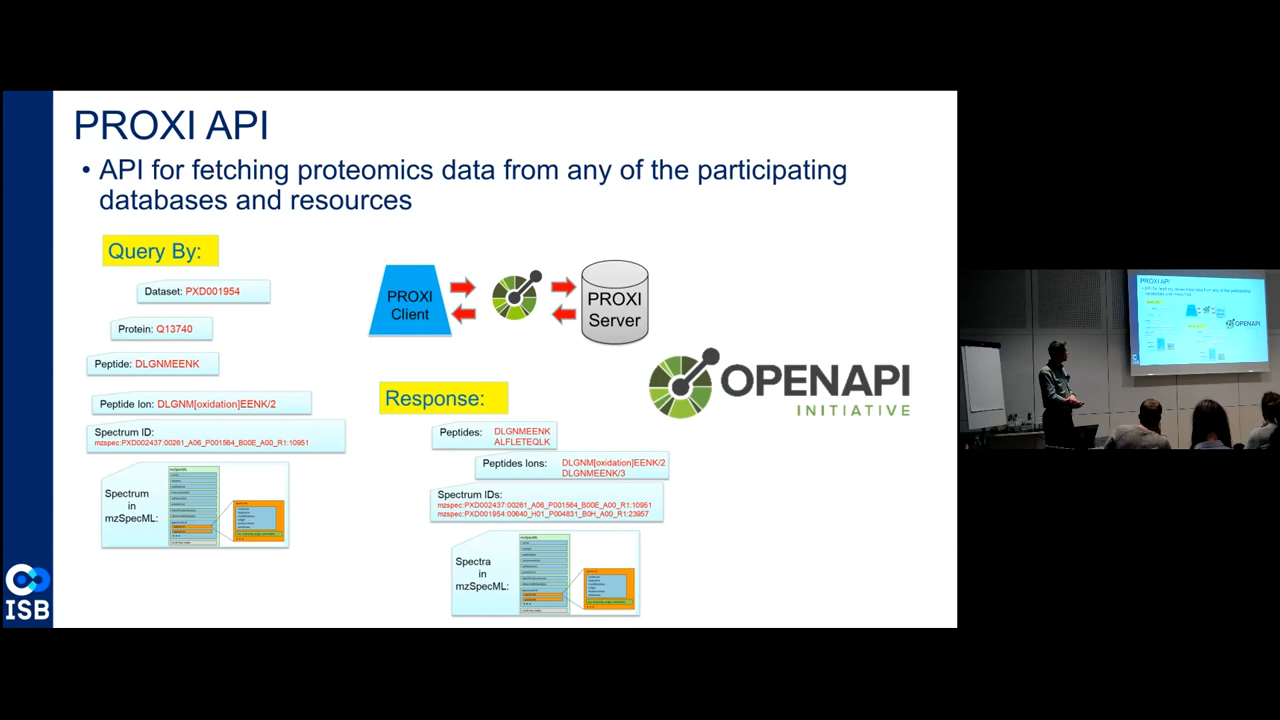 PROXI API
• API for fetching proteomics data from any of the participating
databases and resources
Query By:
Dataset: PXD001954
Protein: Q13740
Peptide: DLGNMEENK
Peptide Ion: DLGNM[oxidation]EENK/2
Spectrum ID:
mzspec:PXD002437:00261_A06_P001564_B00E_A00_R1:10951
Spectrum
in
mzSpecML:
PROXI
Client
PROXI
Server
OPENAPI
INITIATIVE
Response:
Peptides: DLGNMEENK
ALFLETEQLK
Peptides Ions: DLGNM[oxidation]EENK/2
DLGNMEENK/3
Spectrum IDs:
mzspec:PXD002437:00261_A06_P001564_B00E_A00_R1:10951
mzspec:PXD001954:00640_H01_P004831_B0H_A00_R1:23957
Spectra
in
mzSpecML:
ISB
PROXI API
OPENAPI